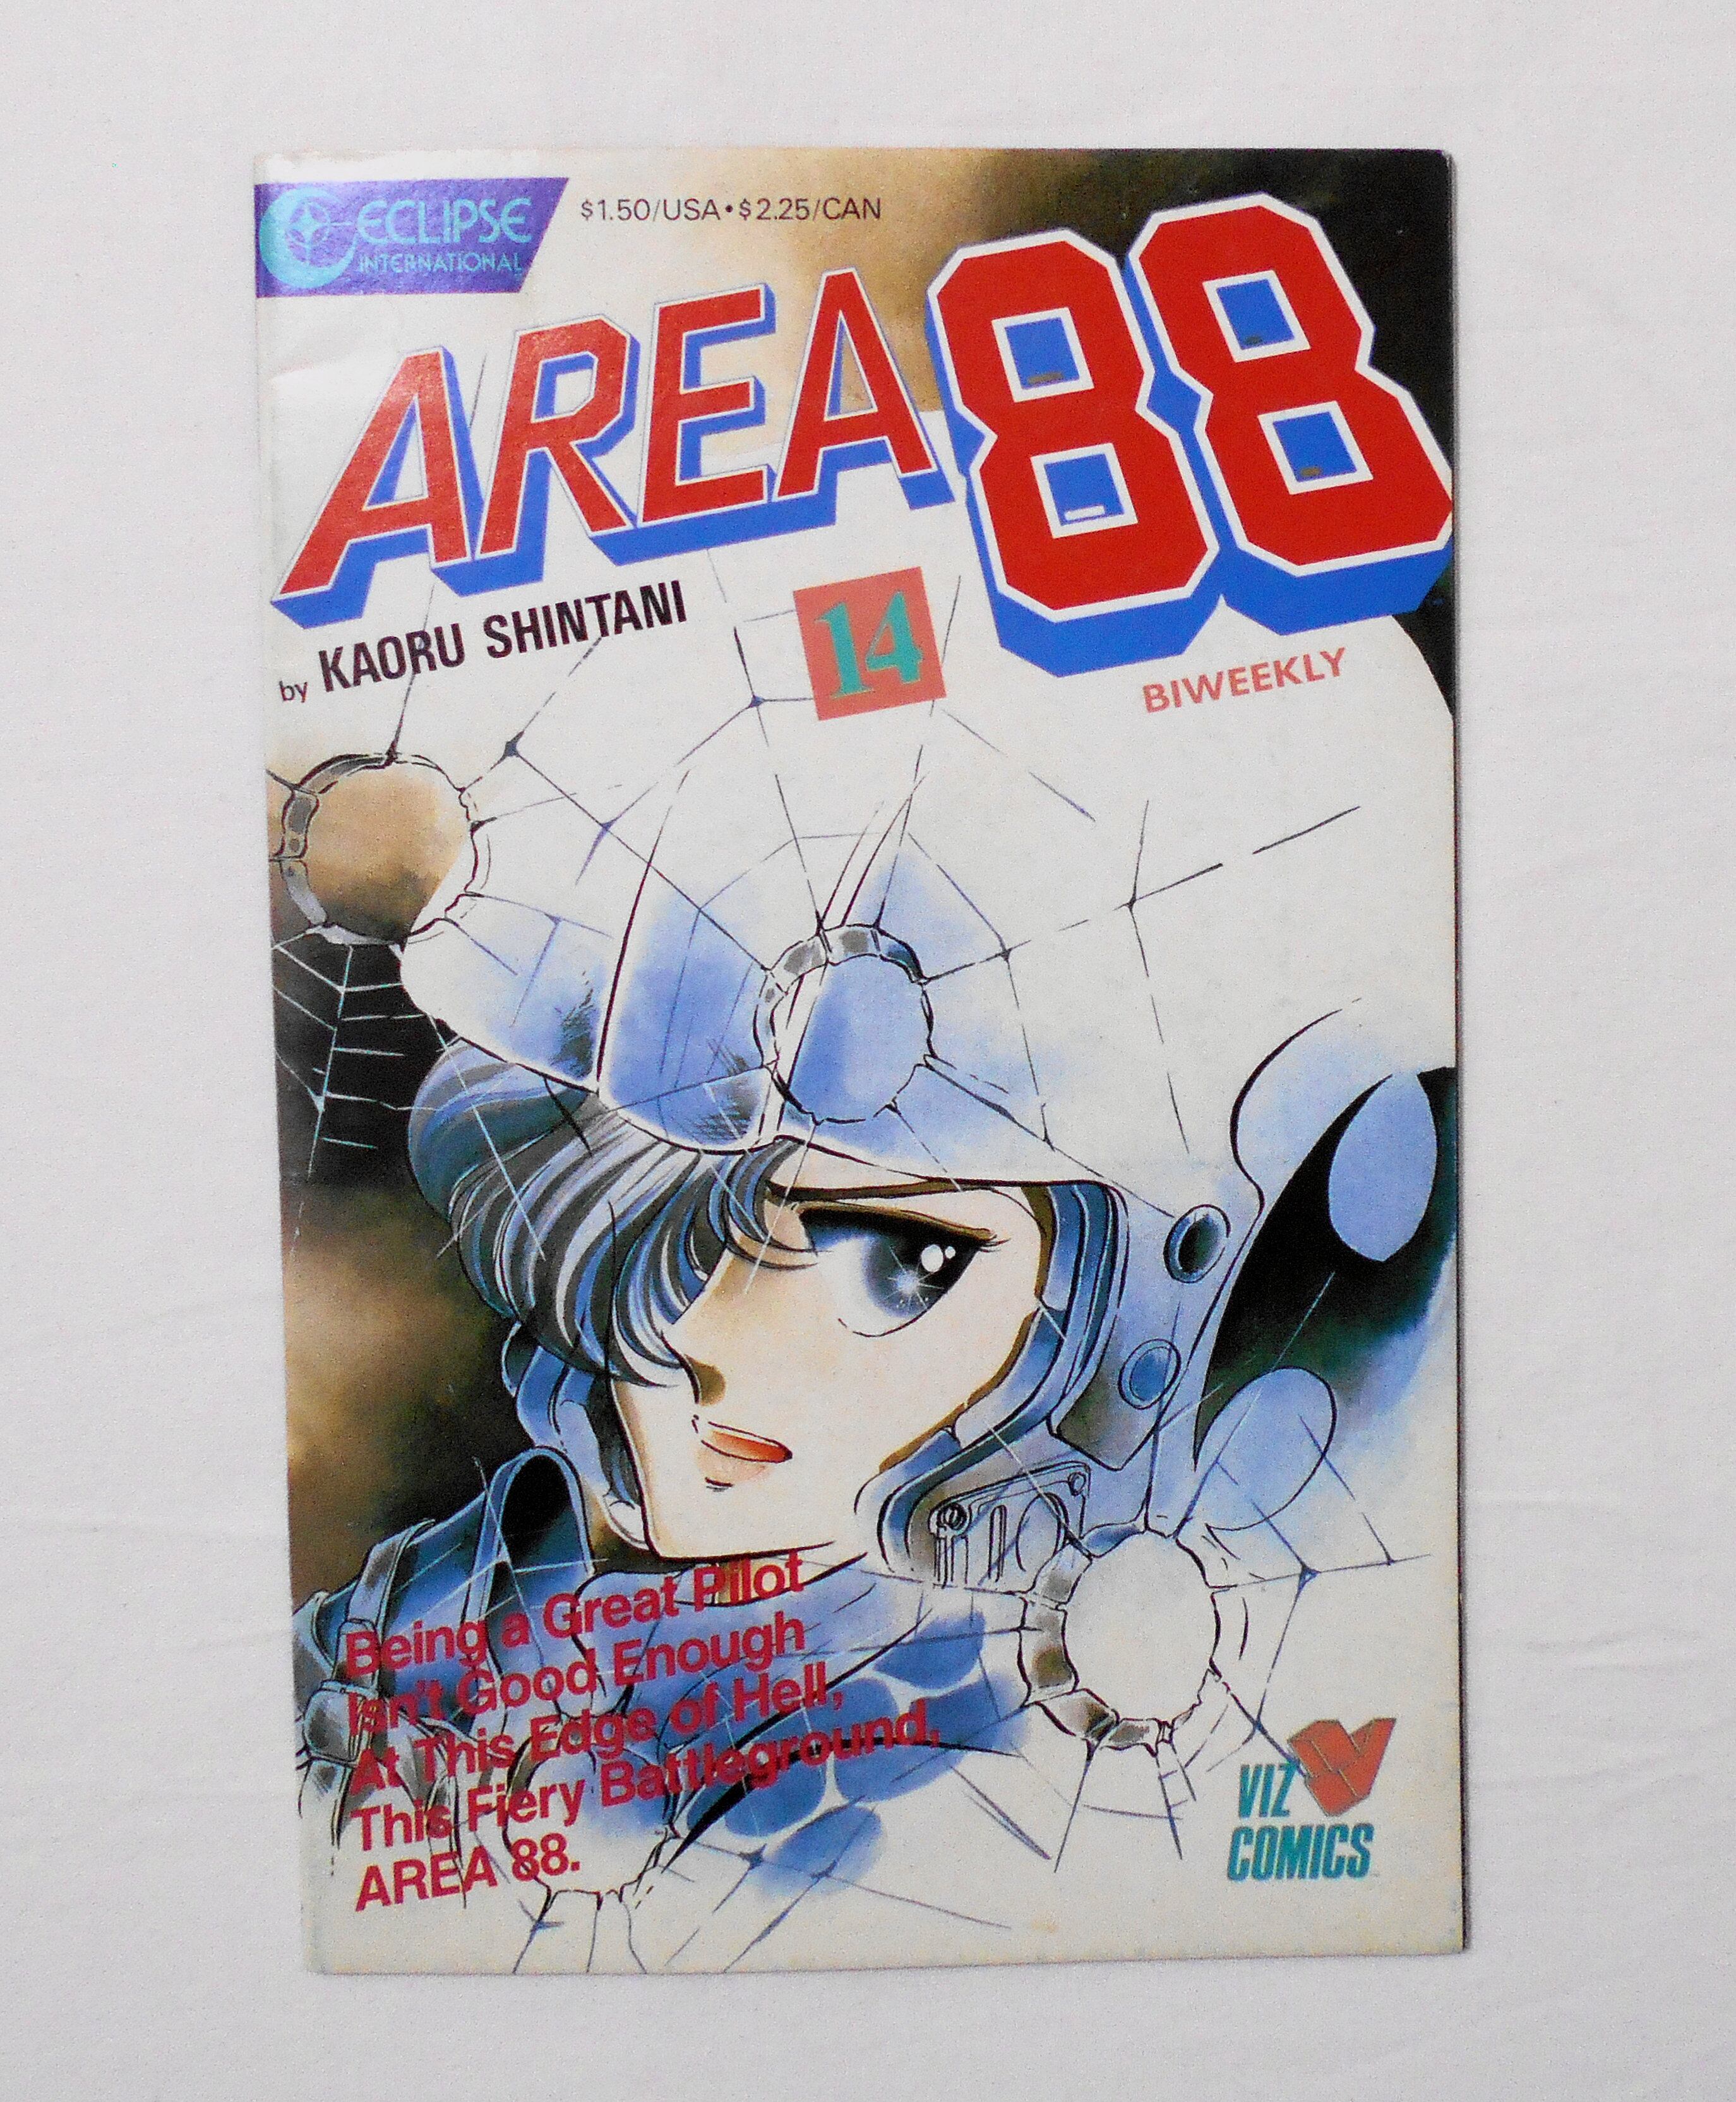 ECLIPSE
INTERNATIONAL
$1.50/USA•$2.25/CAN
AREA 88
by KAORU SHINTANI
14
BIWEEKLY
Being a Great Pilot
Isn't Good Enough
At This Edge of Hell,
This Fiery Battleground,
AREA 88.
VIZ
COMICS